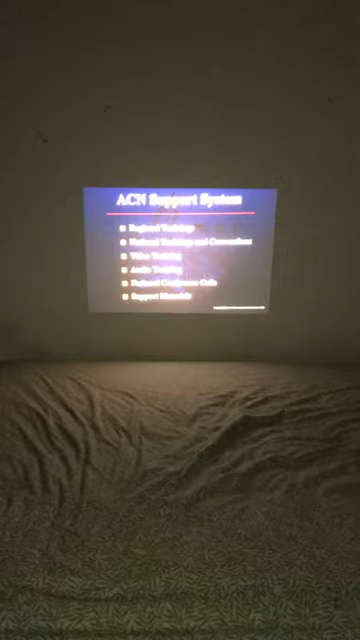 ACN Support System
Regional Trainings
National Trainings and Conventions
Video Training
Audio Training
National Conference Calls
Support Materials